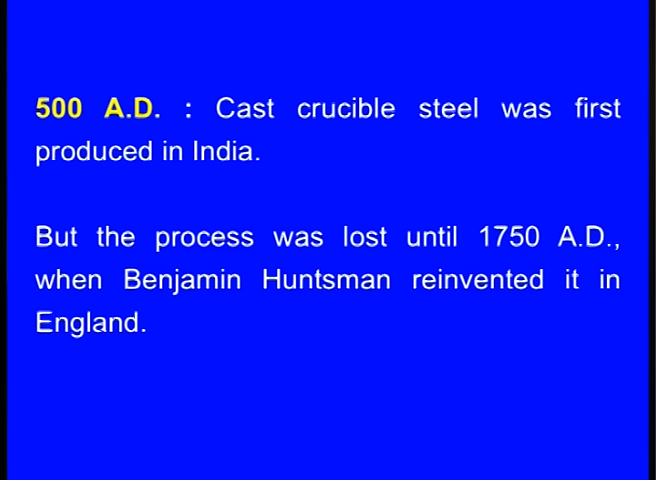 500 A.D. : Cast crucible steel was first
produced in India.
But the process was lost until 1750 A.D.,
when Benjamin Huntsman reinvented it in
England.